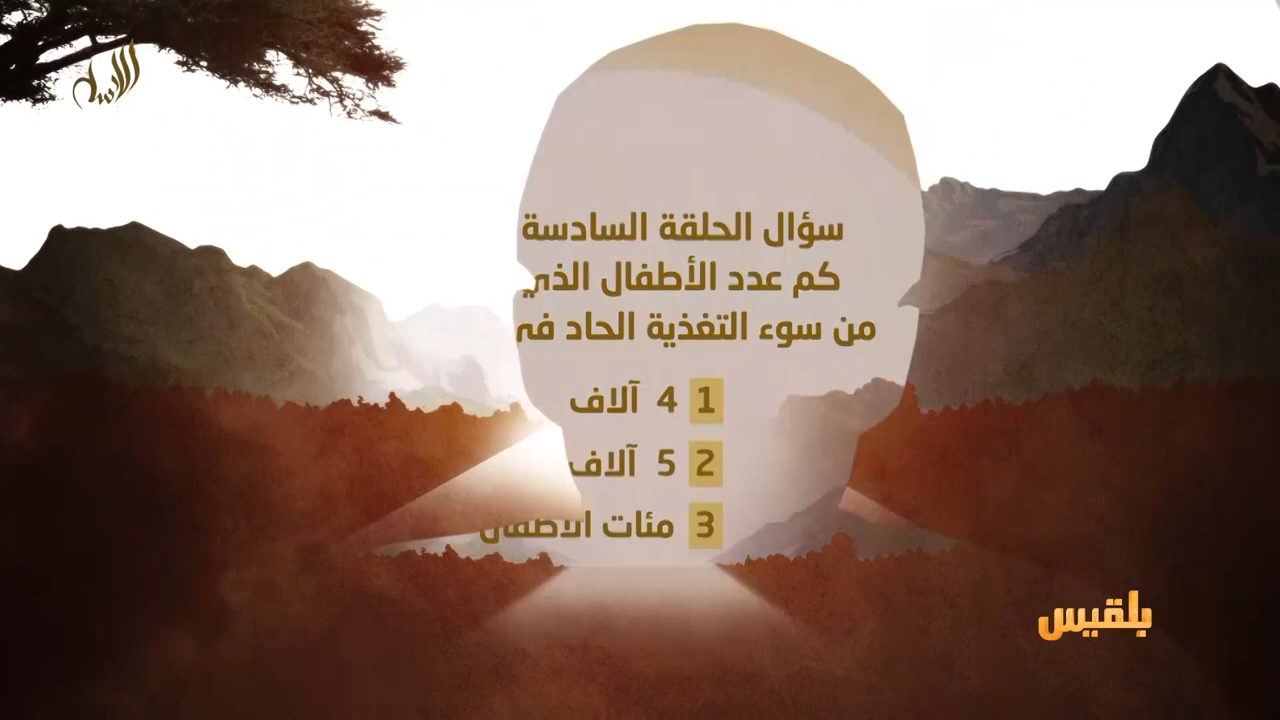 سؤال الحلقة السادسة
كم عدد الأطفال
من سوء التغذية الحاد
1 4 آلاف
2 5 آلاف
3 مئات الأطفال
بلقيس